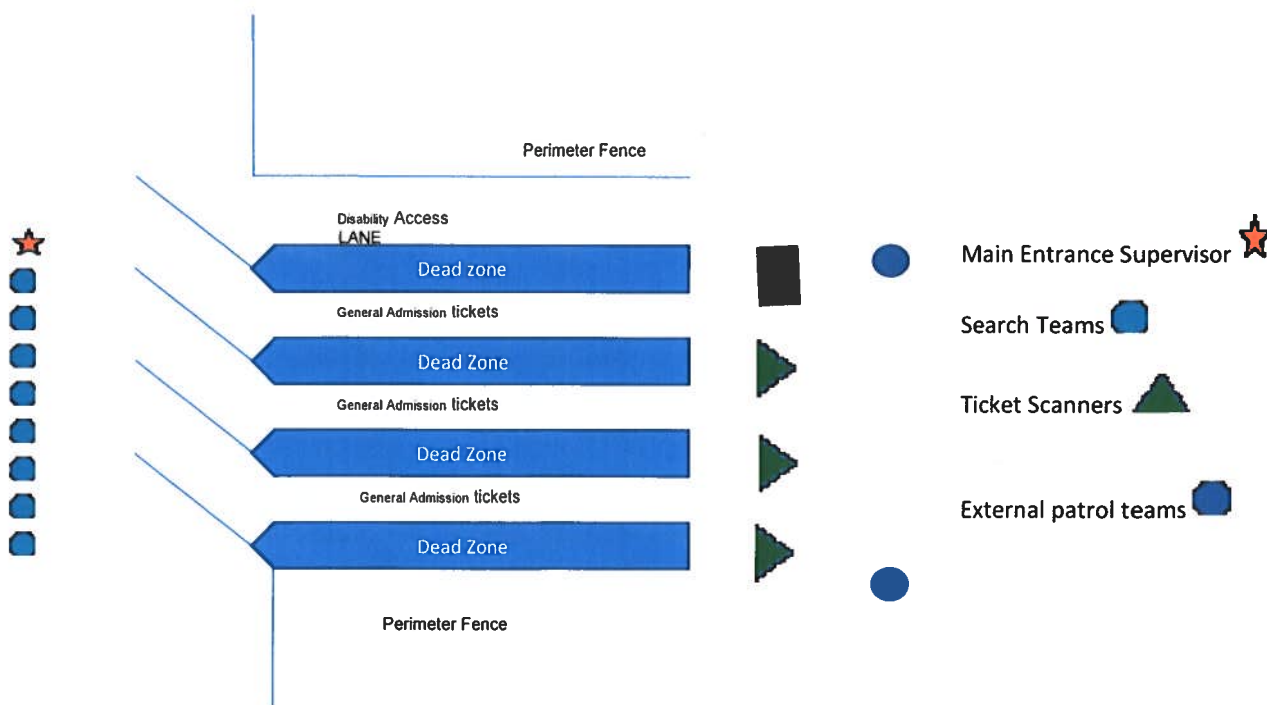 Perimeter Fence
Disability Access
LANE
Dead zone
General Admission tickets
Dead Zone
General Admission tickets
Dead Zone
General Admission tickets
Dead Zone
Perimeter Fence
Main Entrance Supervisor
Search Teams
Ticket Scanners
External patrol teams